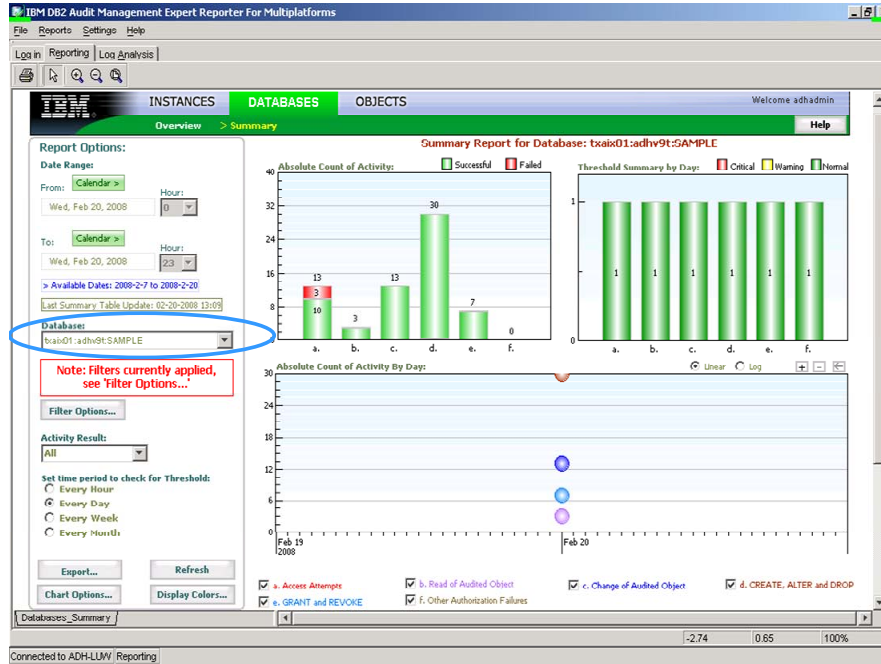 IBM DB2 Audit Management Expert Reporter For Multiplatforms
File Reports Settings Help
Log in Reporting Log Analysis
IBM INSTANCES DATABASES OBJECTS Welcome adhadmin
Overview > Summary Help
Report Options:
Date Range:
From: Calendar >
Hour:
Wed, Feb 20, 2008 0
To: Calendar >
Hour:
Wed, Feb 20, 2008 23
> Available Dates: 2008-2-7 to 2008-2-20
Last Summary Table Update: 02-20-2008 13:09
Database:
txaix01:adhv9t:SAMPLE
Note: Filters currently applied,
see 'Filter Options...'
Filter Options...
Activity Result:
All
Set time period to check for Threshold:
Every Hour
Every Day
Every Week
Every Month
Export... Refresh
Chart Options... Display Colors...
Summary Report for Database: txaix01:adhv9t:SAMPLE
Absolute Count of Activity: Successful Failed
40
32
24
16
8
13
3
10
3
13
30
7
0
a. b. c. d. e. f.
Threshold Summary by Day: Critical Warning Normal
1
0
1 1 1 1 1 1
a. b. c. d. e. f.
Absolute Count of Activity By Day: Linear Log
30
24
18
12
6
0
Feb 19 Feb 20
2008
a. Access Attempts b. Read of Audited Object c. Change of Audited Object d. CREATE, ALTER and DROP
e. GRANT and REVOKE f. Other Authorization Failures
Databases_Summary
-2.74 0.65 100%
Connected to ADH-LUW Reporting